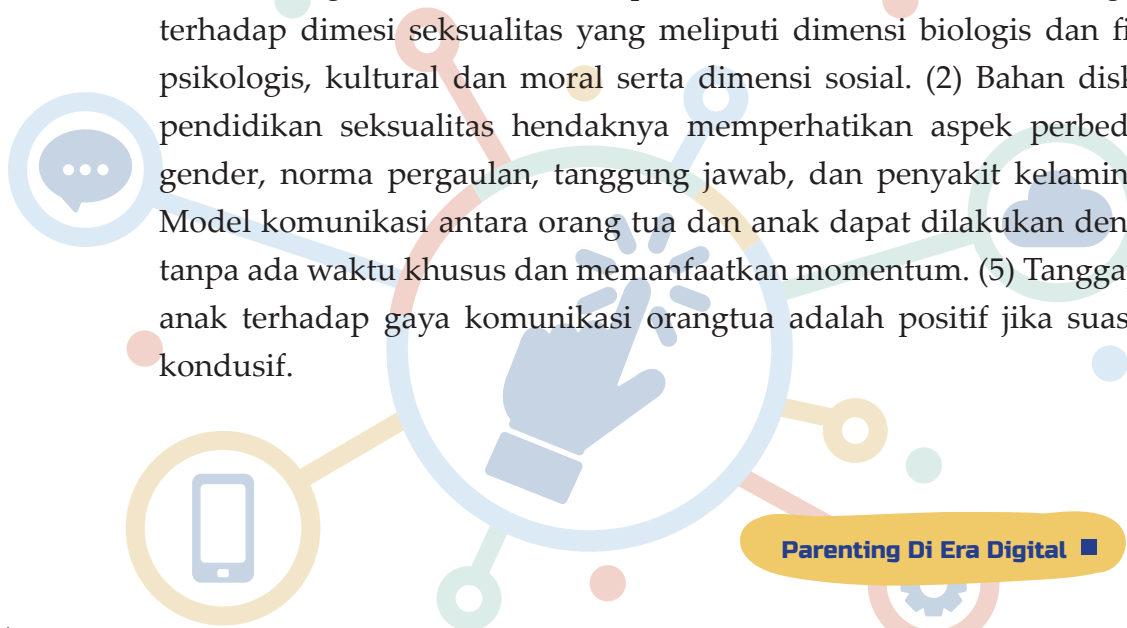 terhadap dimesi seksualitas yang meliputi dimensi biologis dan
psikologis, kultural dan moral serta dimensi sosial. (2) Bahan
pendidikan seksualitas hendaknya memperhatikan aspek
gender, norma pergaulan, tanggung jawab, dan penyakit kelamin
Model komunikasi antara orang tua dan anak dapat dilakukan
tanpa ada waktu khusus dan memanfaatkan momentum. (5)
anak terhadap gaya komunikasi orangtua adalah positif jika
kondusif.
Parenting Di Era Digital